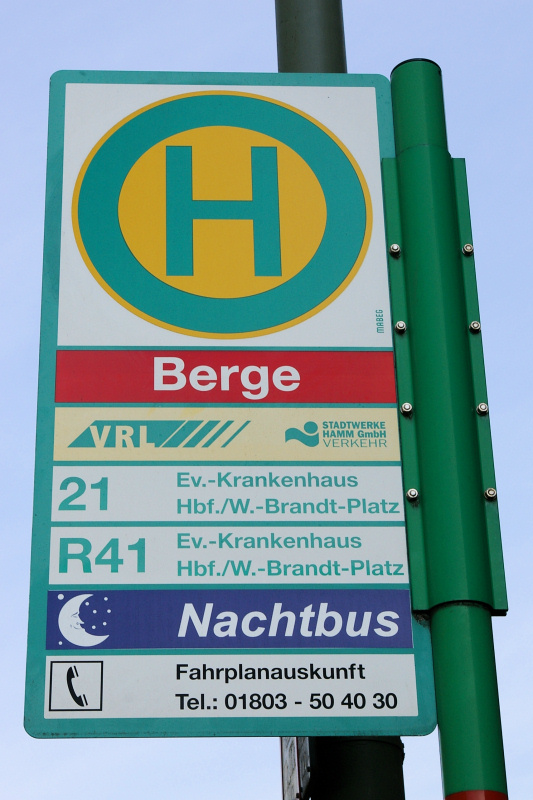 H
MABEG
Berge
VRL
STADTWERKE
HAMM GmbH
VERKEHR
21
Ev.-Krankenhaus
Hbf./W.-Brandt-Platz
R41
Ev.-Krankenhaus
Hbf./W.-Brandt-Platz
Nachtbus
Fahrplanauskunft
Tel.: 01803 - 50 40 30